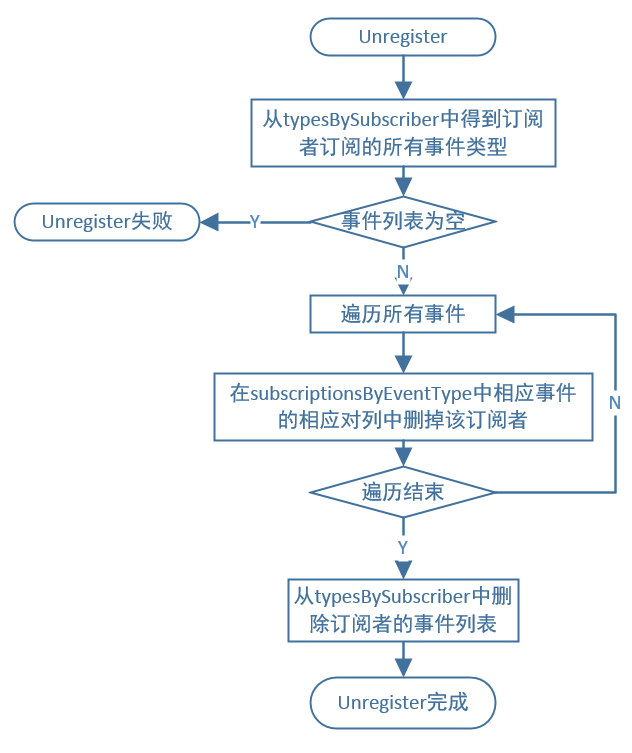 Unregister
从typesBySubscriber中得到订阅
者订阅的所有事件类型
事件列表为空
Y
Unregister失败
N
遍历所有事件
在subscriptionsByEventType中相应事件
的相应对列中删掉该订阅者
N
遍历结束
Y
从typesBySubscriber中删
除订阅者的事件列表
Unregister完成